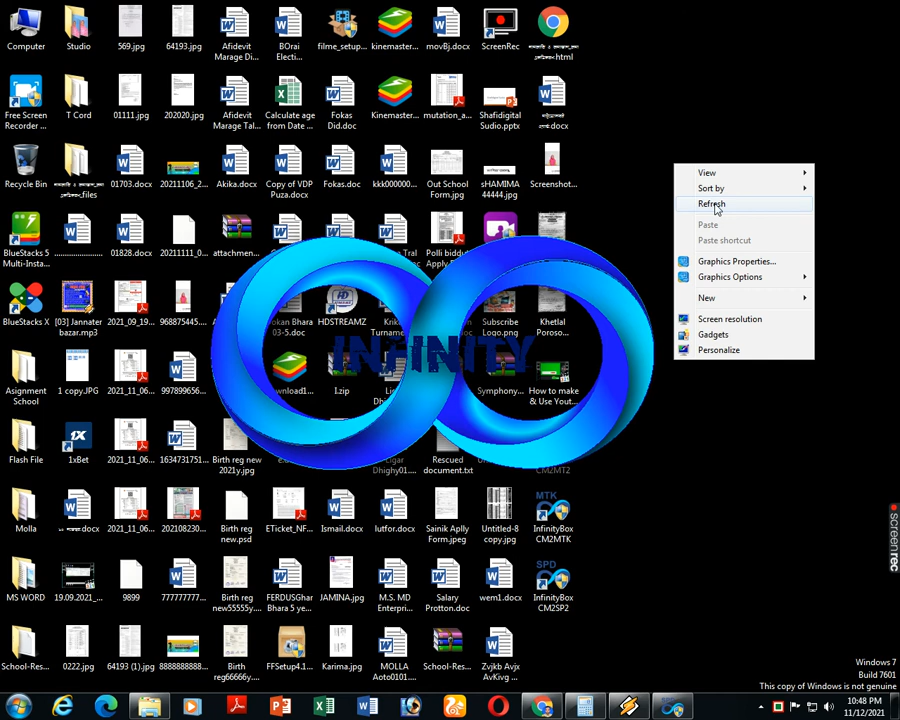 Computer
Studio
569.jpg
64193.jpg
Afidevit
Marage Di...
BOrai
Electi...
filme_setup...
kinemaster...
movBj.docx
ScreenRec
Free Screen
Recorder ...
T Cord
01111.jpg
202020.jpg
Afidevit
Marage Tal...
Calculate age
from Date ...
Fokas
Did.doc
Kinemaster...
mutation_a...
Shafidigital
Sudio.pptx
Recycle Bin
01703.docx
20211106_2...
Akika.docx
Copy of VDP
Puza.docx
Fokas.doc
kkk000000...
Out School
Form.jpg
sHAMIMA
44444.jpg
Screenshot...
BlueStacks 5
Multi-Insta...
01828.docx
20211111_0...
attachmen...
BlueStacks X
[03] Jannater
bazar.mp3
2021_09_19...
968875445...
03-5.doc
HDSTREAMZ
Subscribe
Logo.png
Khetlal
Poroso...
INFINITY
Asignment
School
1 copy.JPG
2021_11_06...
997899656...
1.zip
Symphony...
How to make
& Use Yout...
Flash File
1xBet
2021_11_06...
1634731751...
Birth reg new
2021y.jpg
Dhighy01....
Rescued
document.txt
CM2MT2
Molla
2021_11_06...
202108230...
Birth reg
new.psd
ETicket_NF...
Ismail.docx
lutfor.docx
Sainik Aplly
Form.jpeg
Untitled-8
copy.jpg
MTK
InfinityBox
CM2MTK
MS WORD
19.09.2021_...
9899
777777777...
Birth reg
new55555y...
FERDUSGhar
Bhara 5 ye...
JAMINA.jpg
M.S. MD
Enterpri...
Salary
Protton.doc
wem1.docx
SPD
InfinityBox
CM2SP2
School-Res...
0222.jpg
64193 (1).jpg
8888888888...
Birth
reg66666y...
FFSetup4.1...
Karima.jpg
MOLLA
Aoto0101...
School-Res...
Zvjkb Avjx
AvKivg ...
View
Sort by
Refresh
Paste
Paste shortcut
Graphics Properties...
Graphics Options
New
Screen resolution
Gadgets
Personalize
screenrec
Windows 7
Build 7601
This copy of Windows is not genuine
10:48 PM
11/12/2021